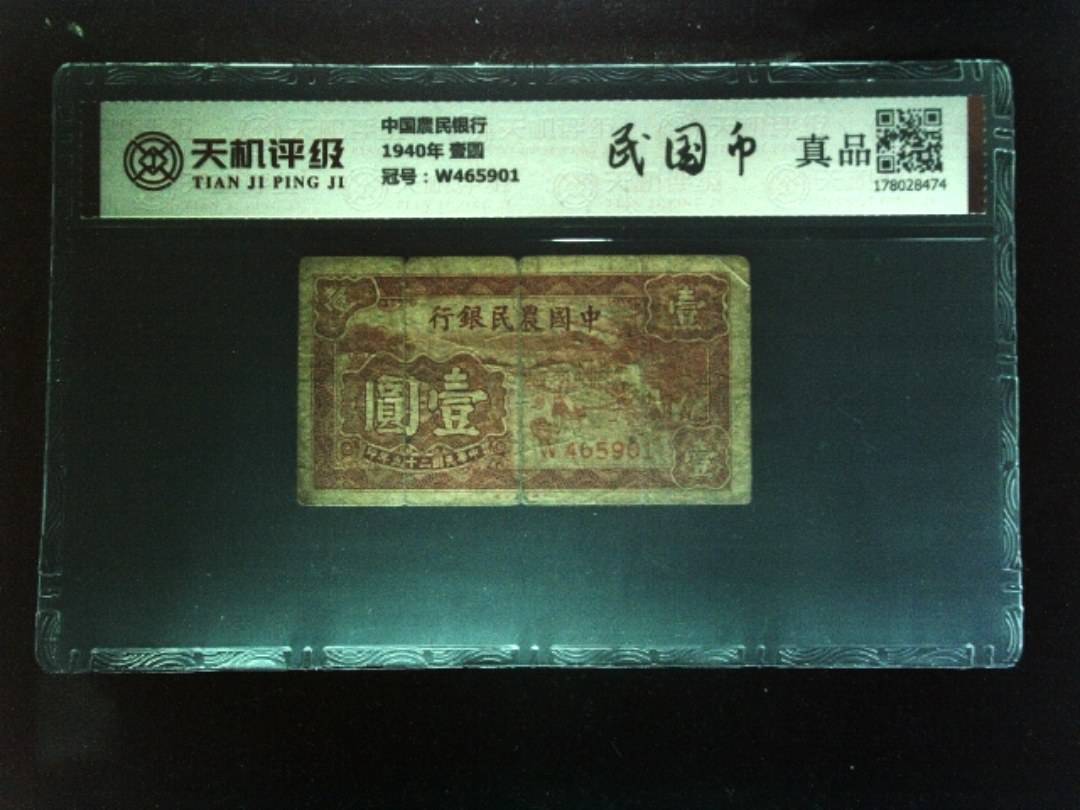 天机评级
TIAN JI PING JI
中国農民银行
1940年 壹圆
冠号：W465901
民国币
真品
178028474
行銀民農國中
壹
圓壹
W465901
壹